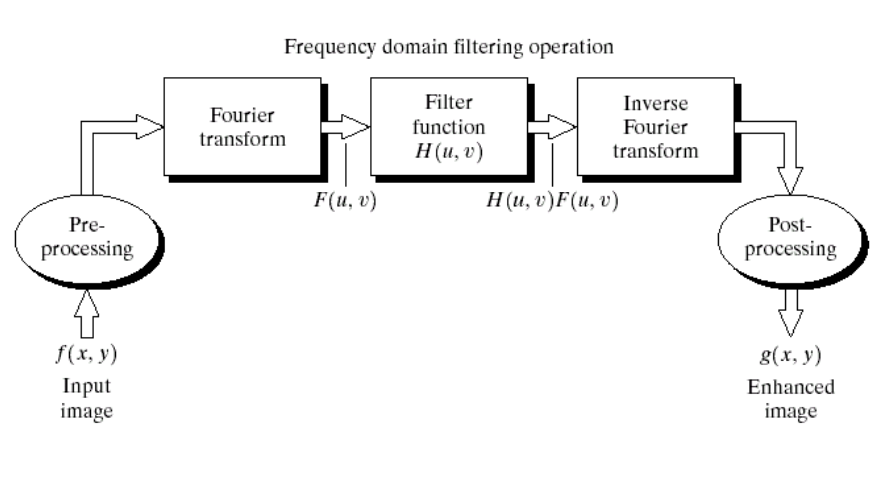 Frequency domain filtering operation
Fourier
transform
Filter
function
H(u, v)
Inverse
Fourier
transform
F(u, v)
H(u, v)F(u, v)
Pre-
processing
Post-
processing
f(x, y)
Input
image
g(x, y)
Enhanced
image